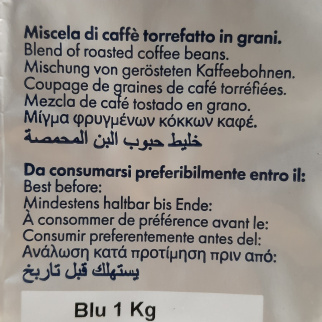 Miscela di caffè torrefatto in grani.
Blend of roasted coffee beans.
Mischung von gerösteten Kaffeebohnen.
Coupage de graines de café torréfiées.
Mezcla de café tostado en grano.
Μίγμα φρυγμένων κόκκων καφέ.
خليط حبوب البن المحمصة
Da consumarsi preferibilmente entro il:
Best before:
Mindestens haltbar bis Ende:
À consommer de préférence avant le:
Consumir preferentemente antes del:
Ανάλωση κατά προτίμηση πριν από:
يستهلك قبل تاريخ
Blu 1 Kg